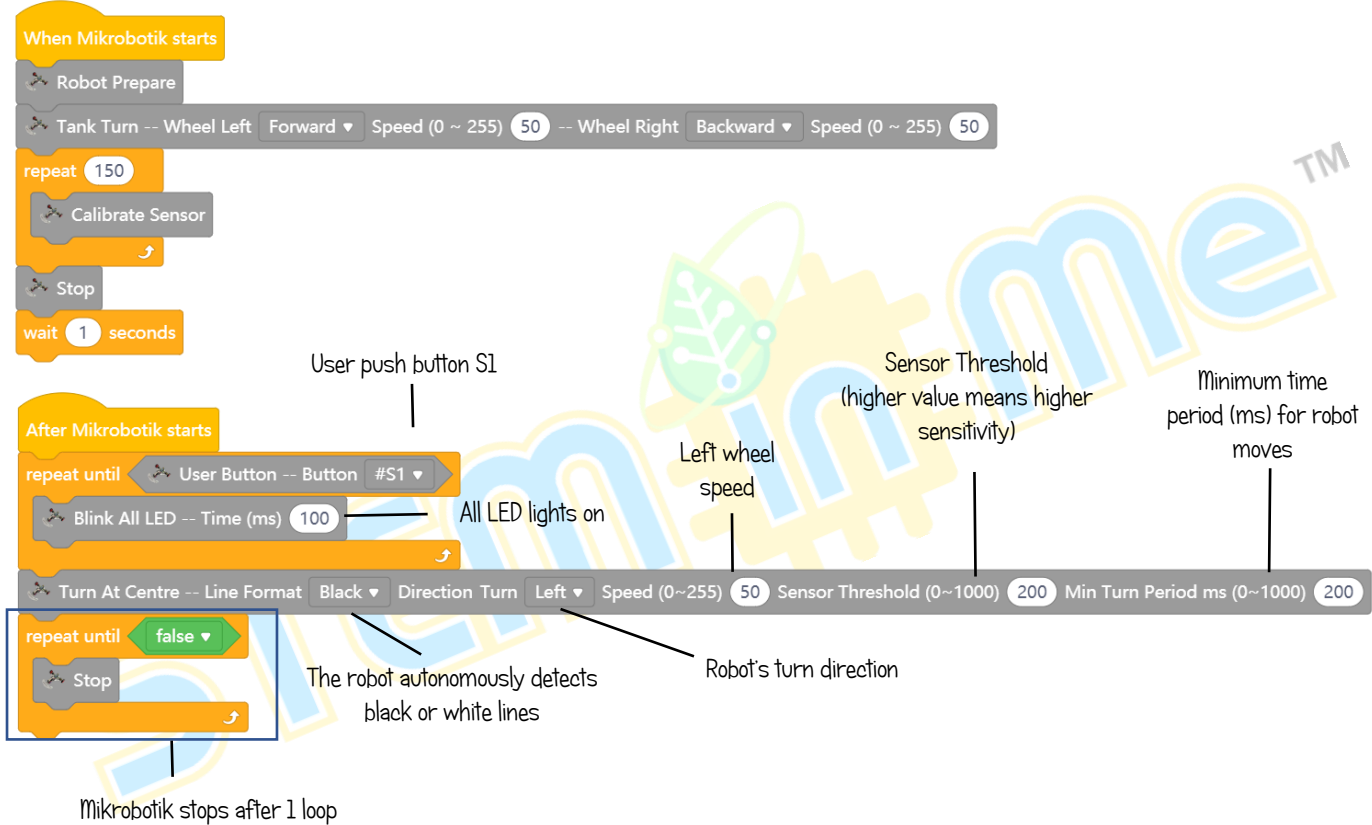 When Mikrobotik starts
Robot Prepare
Tank Turn -- Wheel Left Forward ▾ Speed (0 ~ 255) 50 -- Wheel Right Backward ▾ Speed (0 ~ 255) 50
repeat 150
Calibrate Sensor
Stop
wait 1 seconds
User push button S1
Sensor Threshold
(higher value means higher
sensitivity)
Minimum time
period (ms) for robot
moves
Left wheel
speed
After Mikrobotik starts
repeat until User Button -- Button #S1 ▾
Blink All LED -- Time (ms) 100
All LED lights on
Turn At Centre -- Line Format Black ▾ Direction Turn Left ▾ Speed (0~255) 50 Sensor Threshold (0~1000) 200 Min Turn Period ms (0~1000) 200
repeat until false ▾
Stop
The robot autonomously detects
black or white lines
Robot's turn direction
Mikrobotik stops after 1 loop
STEM-in-Me TM